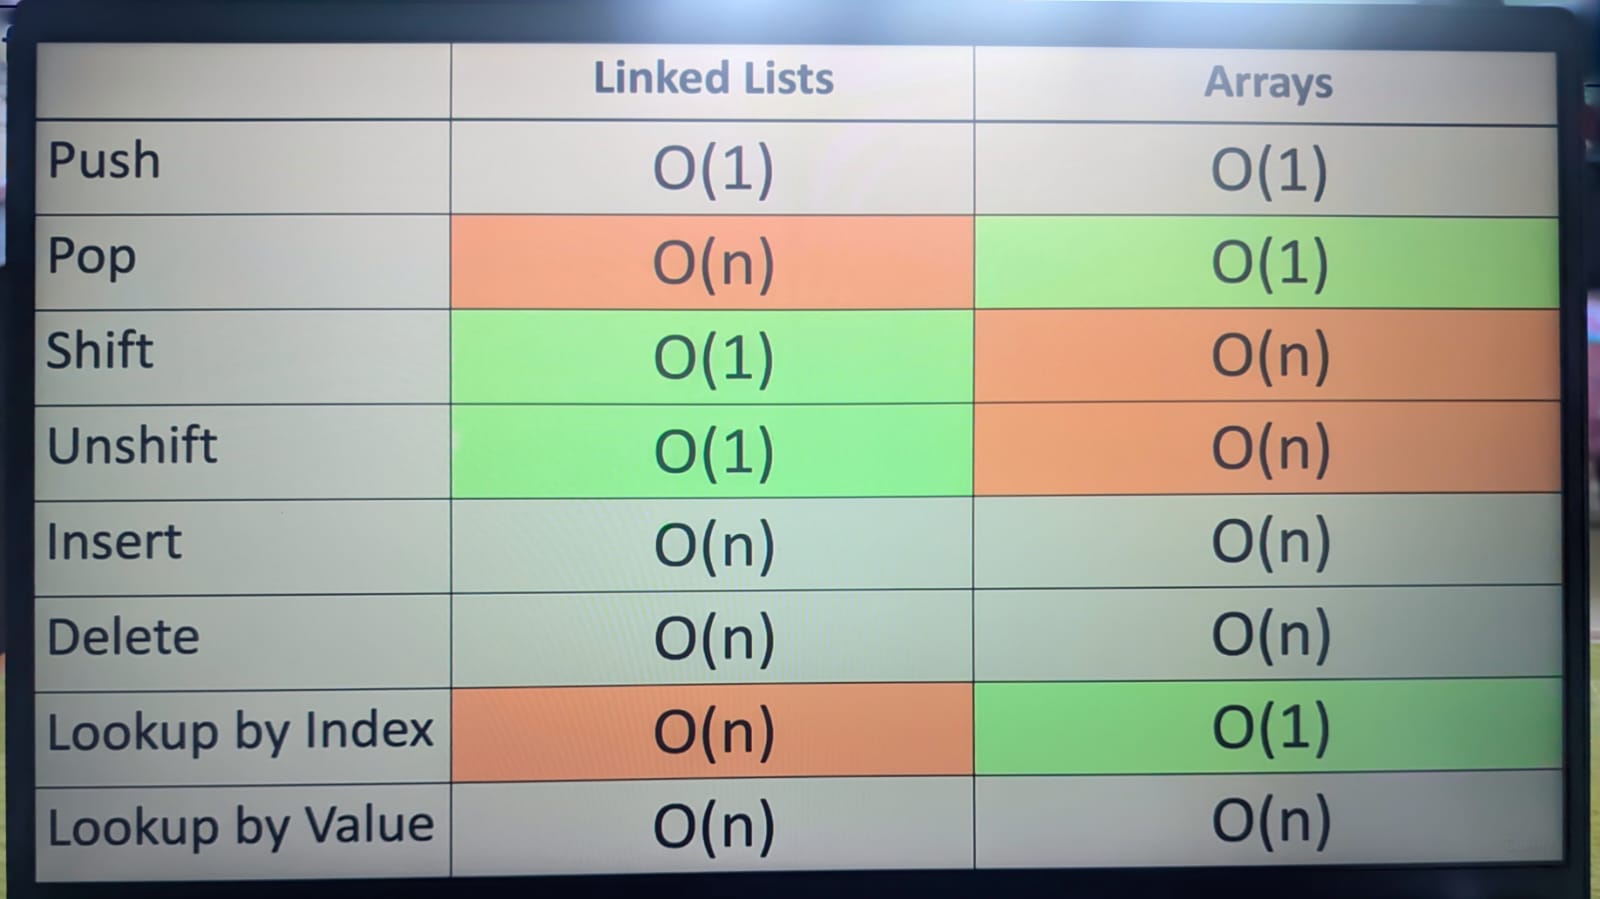 Linked Lists Arrays
Push O(1) O(1)
Pop O(n) O(1)
Shift O(1) O(n)
Unshift O(1) O(n)
Insert O(n) O(n)
Delete O(n) O(n)
Lookup by Index O(n) O(1)
Lookup by Value O(n) O(n)